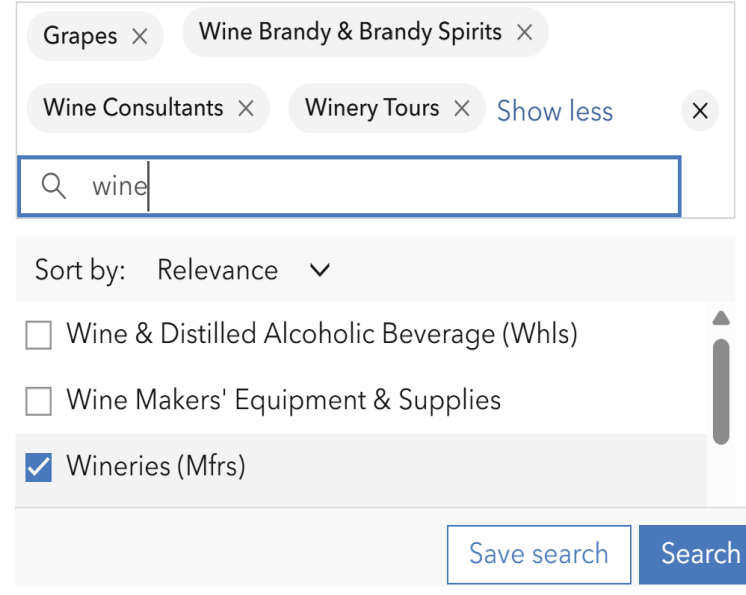 Grapes × Wine Brandy & Brandy Spirits ×
Wine Consultants × Winery Tours × Show less ×
wine
Sort by: Relevance
Wine & Distilled Alcoholic Beverage (Whls)
Wine Makers' Equipment & Supplies
Wineries (Mfrs)
Save search Search